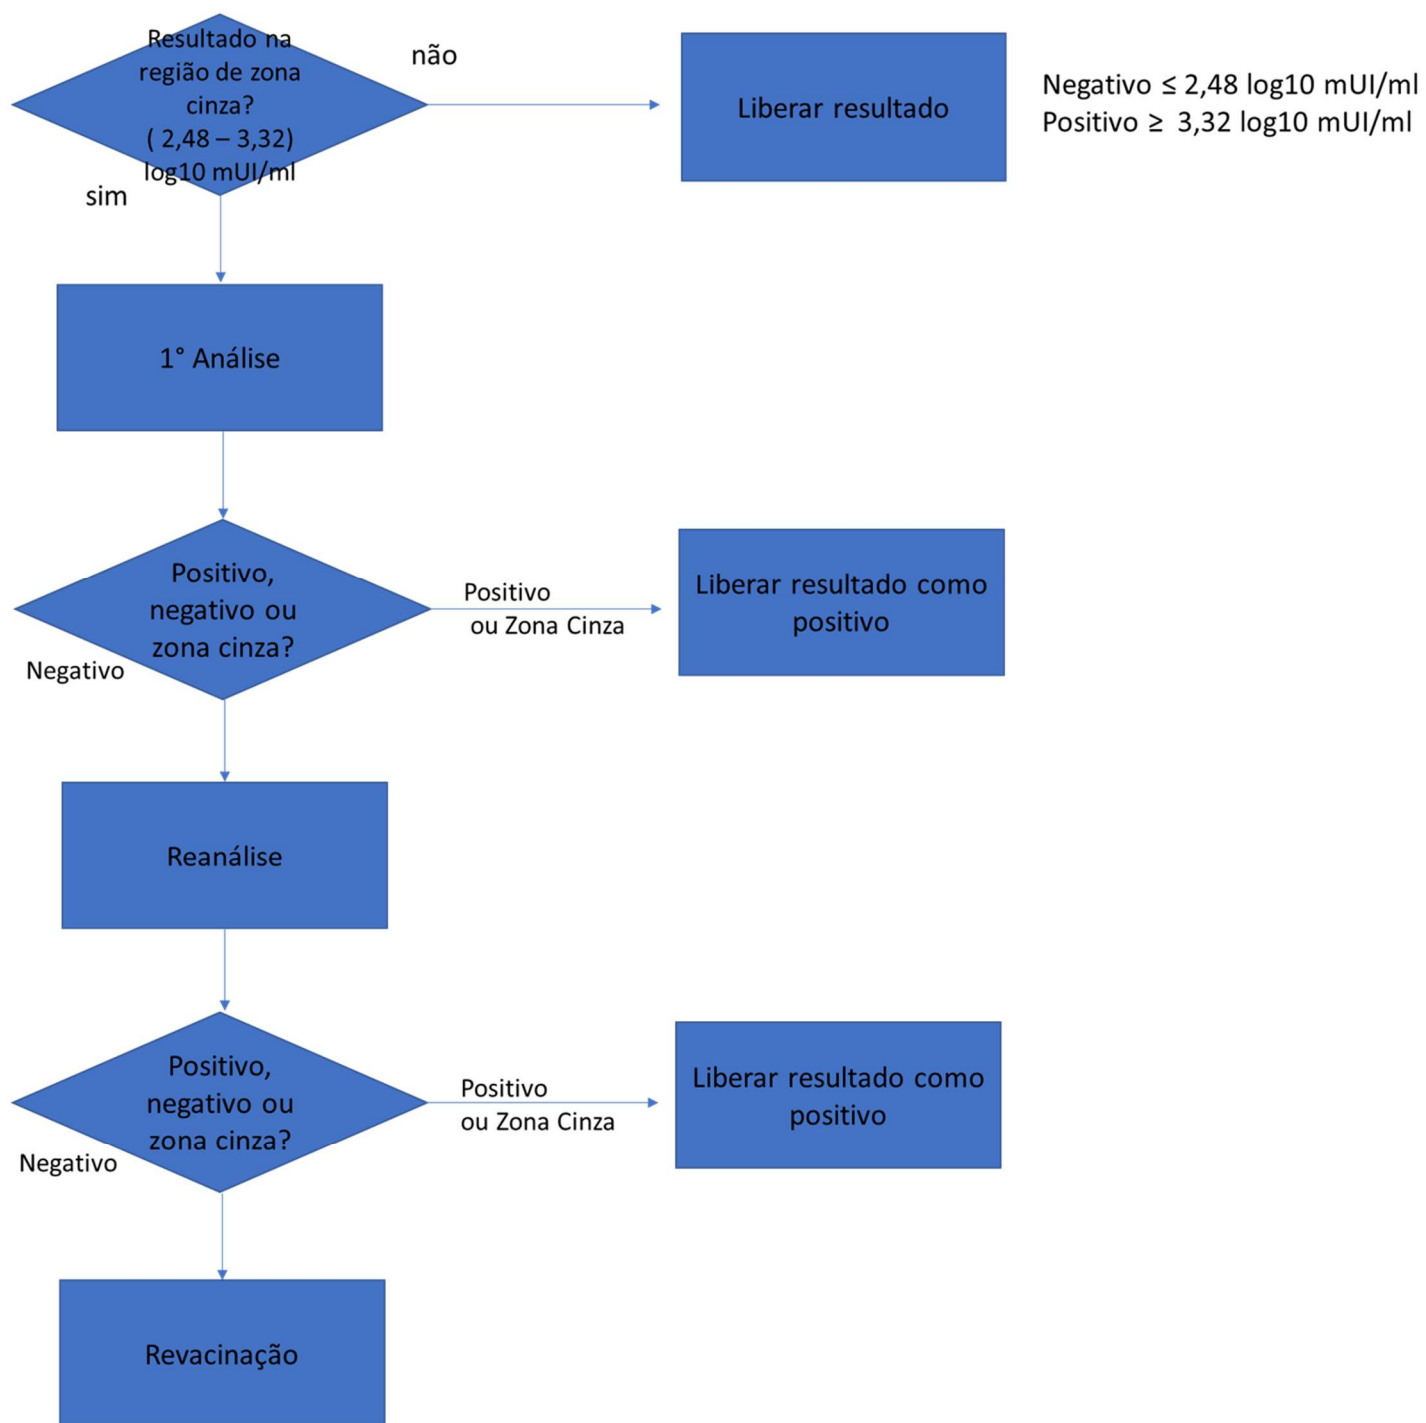 Resultado na
região de zona
cinza?
( 2,48 – 3,32)
log10 mUI/ml
não
sim
Liberar resultado
Negativo ≤ 2,48 log10 mUI/ml
Positivo ≥ 3,32 log10 mUI/ml
1° Análise
Positivo,
negativo ou
zona cinza?
Positivo
ou Zona Cinza
Negativo
Liberar resultado como
positivo
Reanálise
Positivo,
negativo ou
zona cinza?
Positivo
ou Zona Cinza
Negativo
Liberar resultado como
positivo
Revacinação